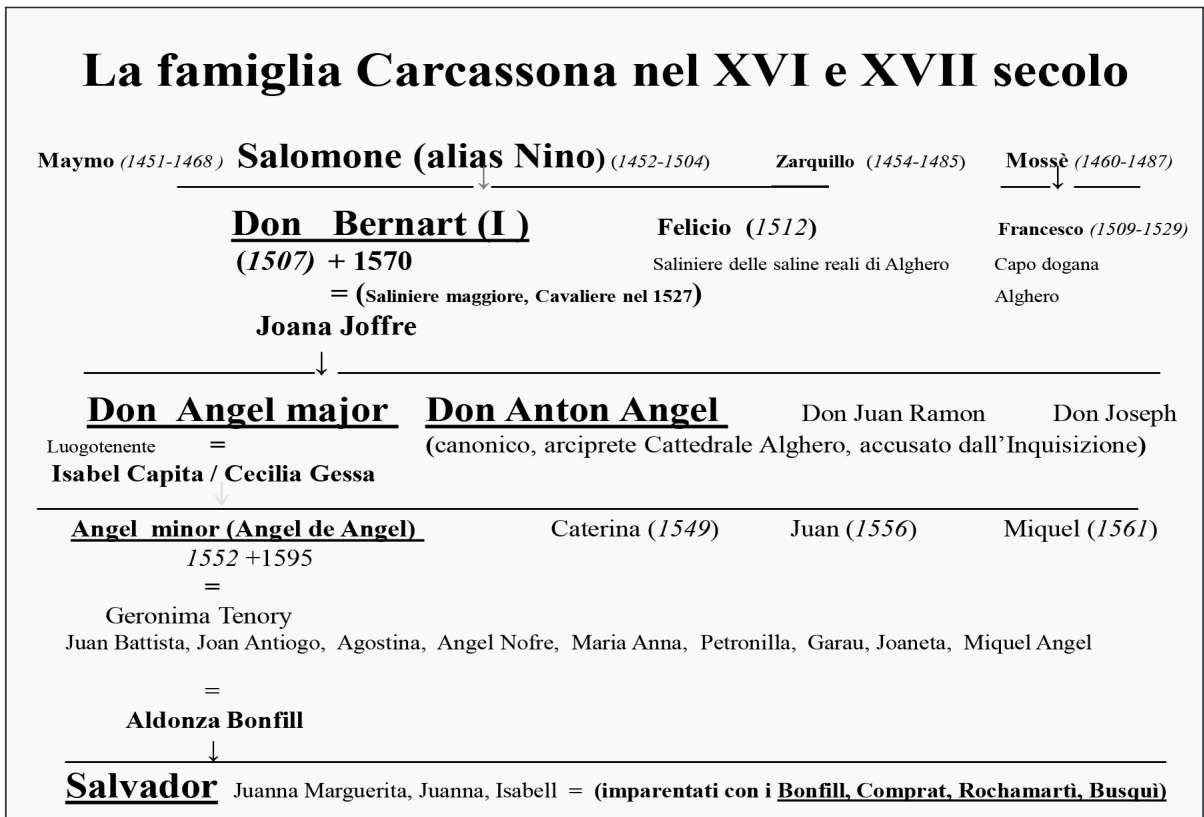 La famiglia Carcassona nel XVI e XVII secolo
Maymo (1451-1468 ) Salomone (alias Nino) (1452-1504) Zarquillo (1454-1485) Mossè (1460-1487)
Don Bernart (I ) Felicio (1512) Francesco (1509-1529)
(1507) + 1570 Saliniere delle saline reali di Alghero Capo dogana
= (Saliniere maggiore, Cavaliere nel 1527) Alghero
Joana Joffre
Don Angel major Don Anton Angel Don Juan Ramon Don Joseph
Luogotenente = (canonico, arciprete Cattedrale Alghero, accusato dall’Inquisizione)
Isabel Capita / Cecilia Gessa
Angel minor (Angel de Angel) Caterina (1549) Juan (1556) Miquel (1561)
1552 +1595
=
Geronima Tenory
Juan Battista, Joan Antiogo, Agostina, Angel Nofre, Maria Anna, Petronilla, Garau, Joaneta, Miquel Angel
=
Aldonza Bonfill
Salvador Juanna Marguerita, Juanna, Isabell = (imparentati con i Bonfill, Comprat, Rochamartì, Busquì)